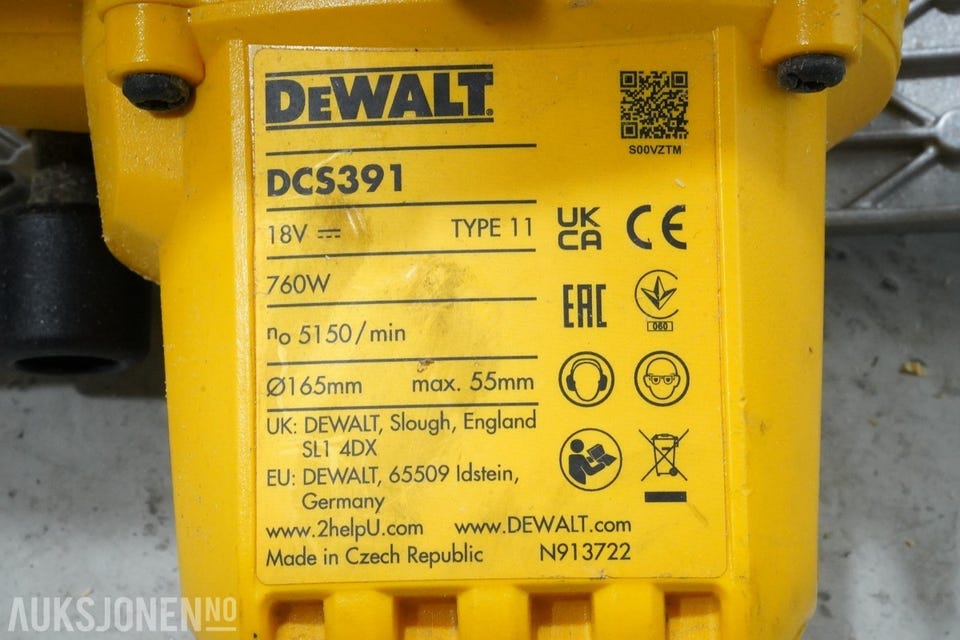 DEWALT
S00VZTM
DCS391
18V ⎓ TYPE 11
760W
n₀ 5150/min
Ø165mm max. 55mm
UK: DEWALT, Slough, England
SL1 4DX
EU: DEWALT, 65509 Idstein,
Germany
www.2helpU.com www.DEWALT.com
Made in Czech Republic N913722
UK
CA
CE
EAC
060
AUKSJONEN.NO